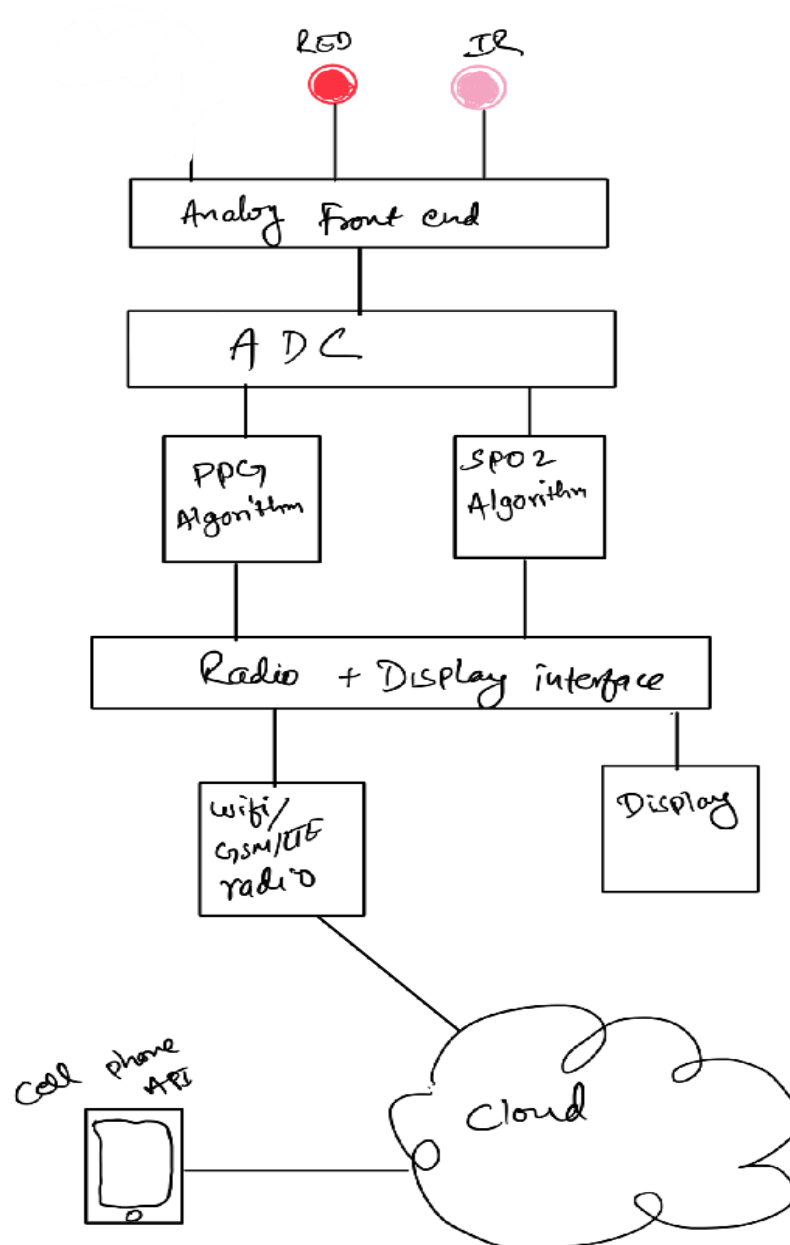 RED
IR
Analog Front end
ADC
PPG
Algorithm
SPO2
Algorithm
Radio + Display interface
wifi/
GSM/LTE
radio
Display
Cell phone
API
Cloud